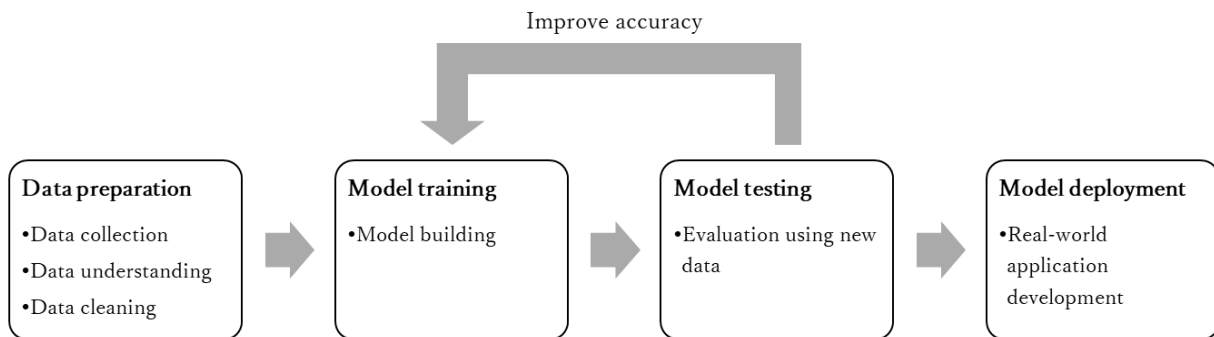 Improve accuracy
Data preparation
•Data collection
•Data understanding
•Data cleaning
Model training
•Model building
Model testing
•Evaluation using new
data
Model deployment
•Real-world
application
development